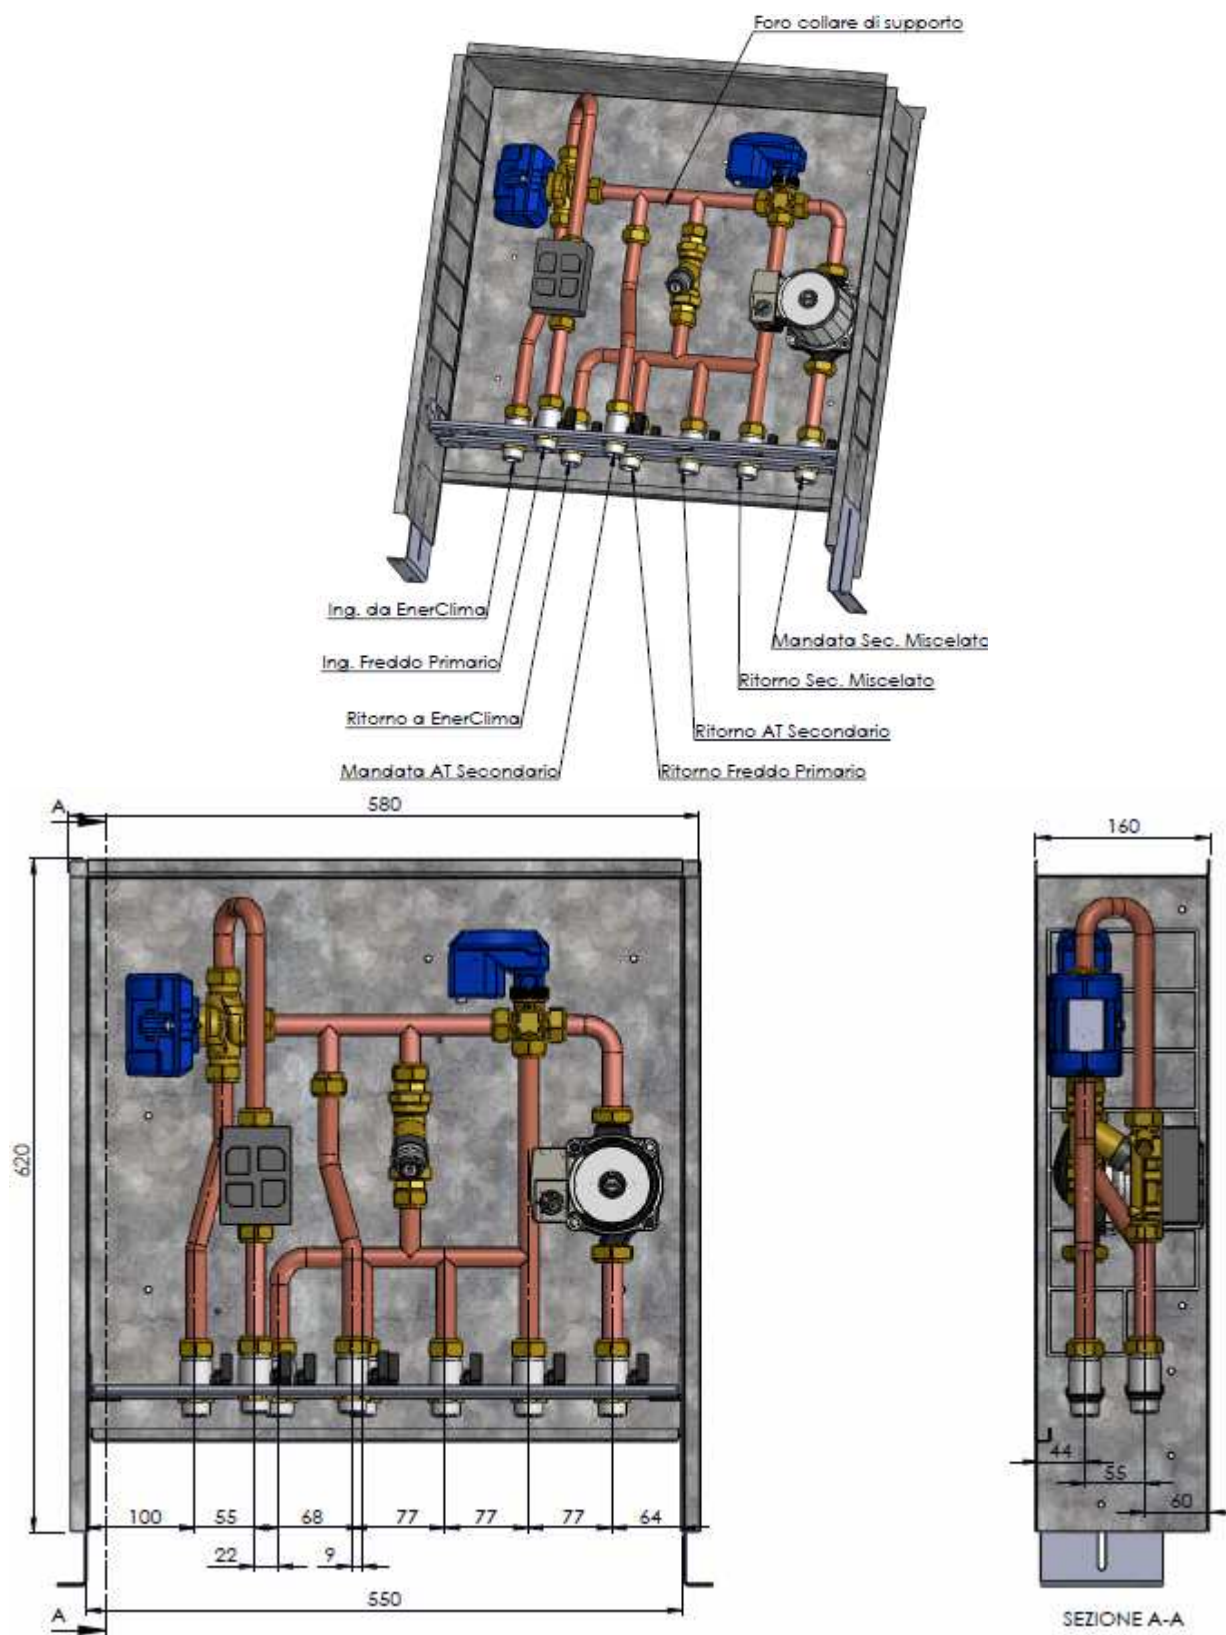 Foro collare di supporto
Ing. da EnerClima
Mandata Sec. Miscelato
Ing. Freddo Primario
Ritorno Sec. Miscelato
Ritorno a EnerClima
Ritorno AT Secondario
Mandata AT Secondario
Ritorno Freddo Primario
A
580
160
620
44
55
60
100
55
68
77
77
77
64
22
9
550
A
SEZIONE A-A